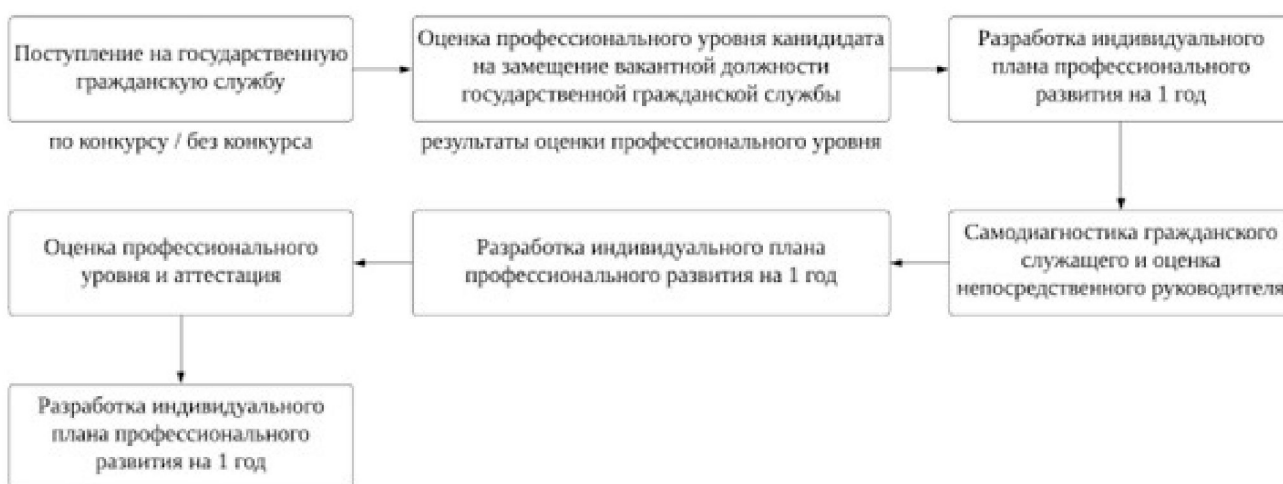 Поступление на государственную
гражданскую службу
по конкурсу / без конкурса
Оценка профессионального уровня канидидата
на замещение вакантной должности
государственной гражданской службы
результаты оценки профессионального уровня
Разработка индивидуального
плана профессионального
развития на 1 год
Самодиагностика гражданского
служащего и оценка
непосредственного руководителя
Разработка индивидуального плана
профессионального развития на 1 год
Оценка профессионального
уровня и аттестация
Разработка индивидуального
плана профессионального
развития на 1 год